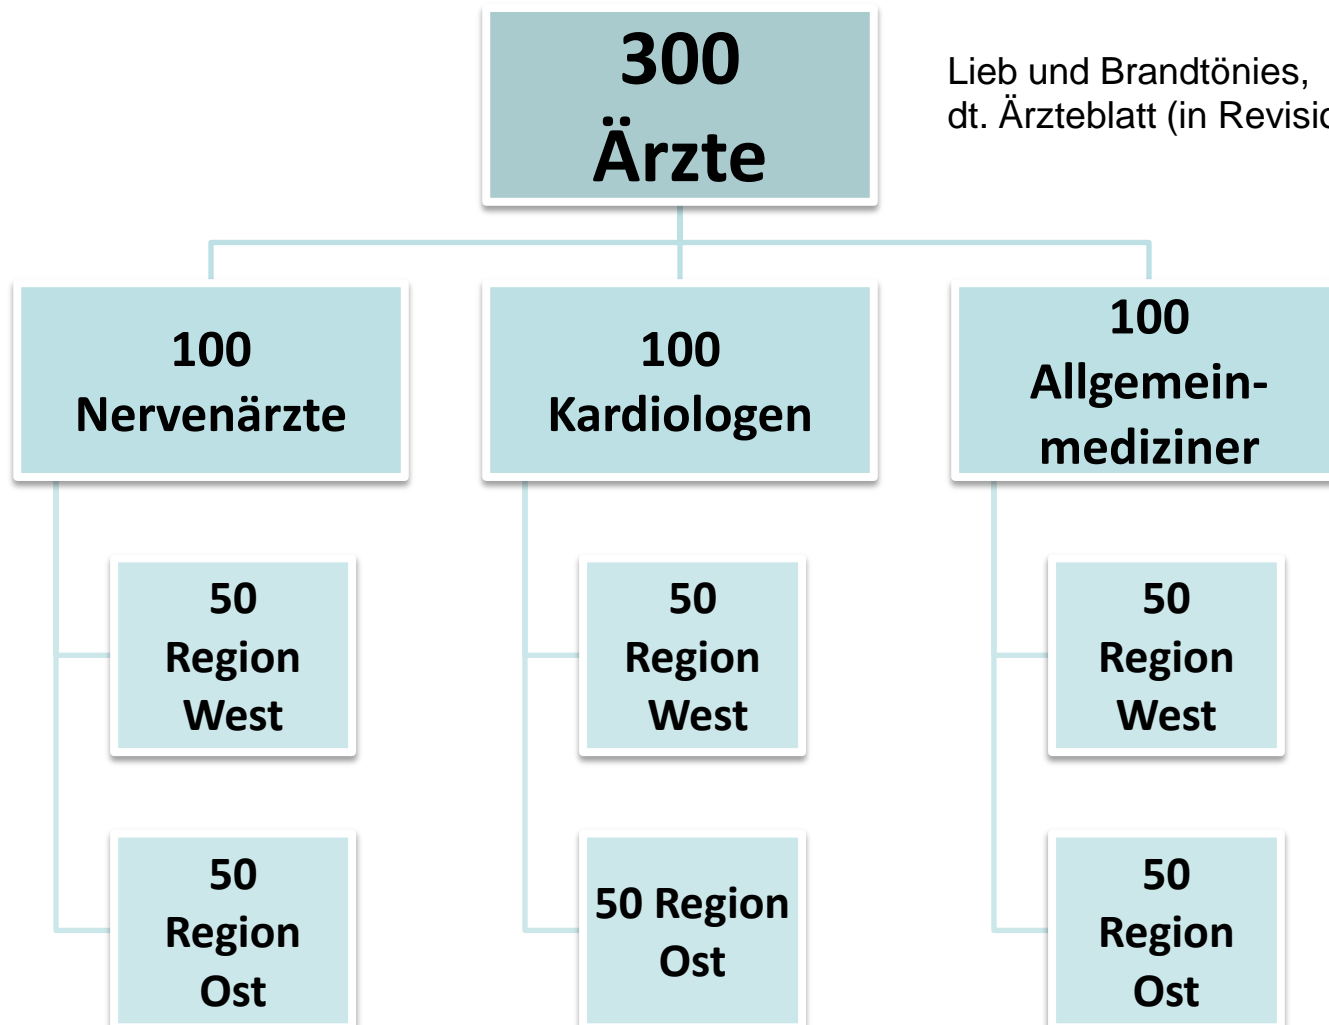 300
Ärzte
Lieb und Brandtönies,
dt. Ärzteblatt (in
100
Nervenärzte
100
Kardiologen
100
Allgemein-
mediziner
50
Region
West
50
Region
West
50
Region
West
50
Region
Ost
50 Region
Ost
50
Region
Ost